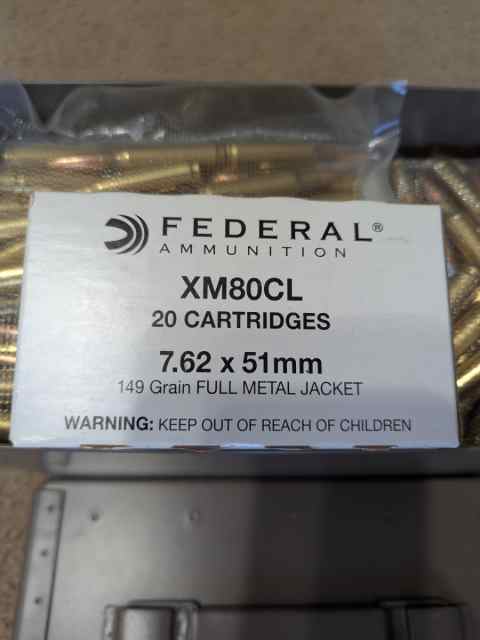 FEDERAL®
AMMUNITION
XM80CL
20 CARTRIDGES
7.62 x 51mm
149 Grain FULL METAL JACKET
WARNING: KEEP OUT OF REACH OF CHILDREN